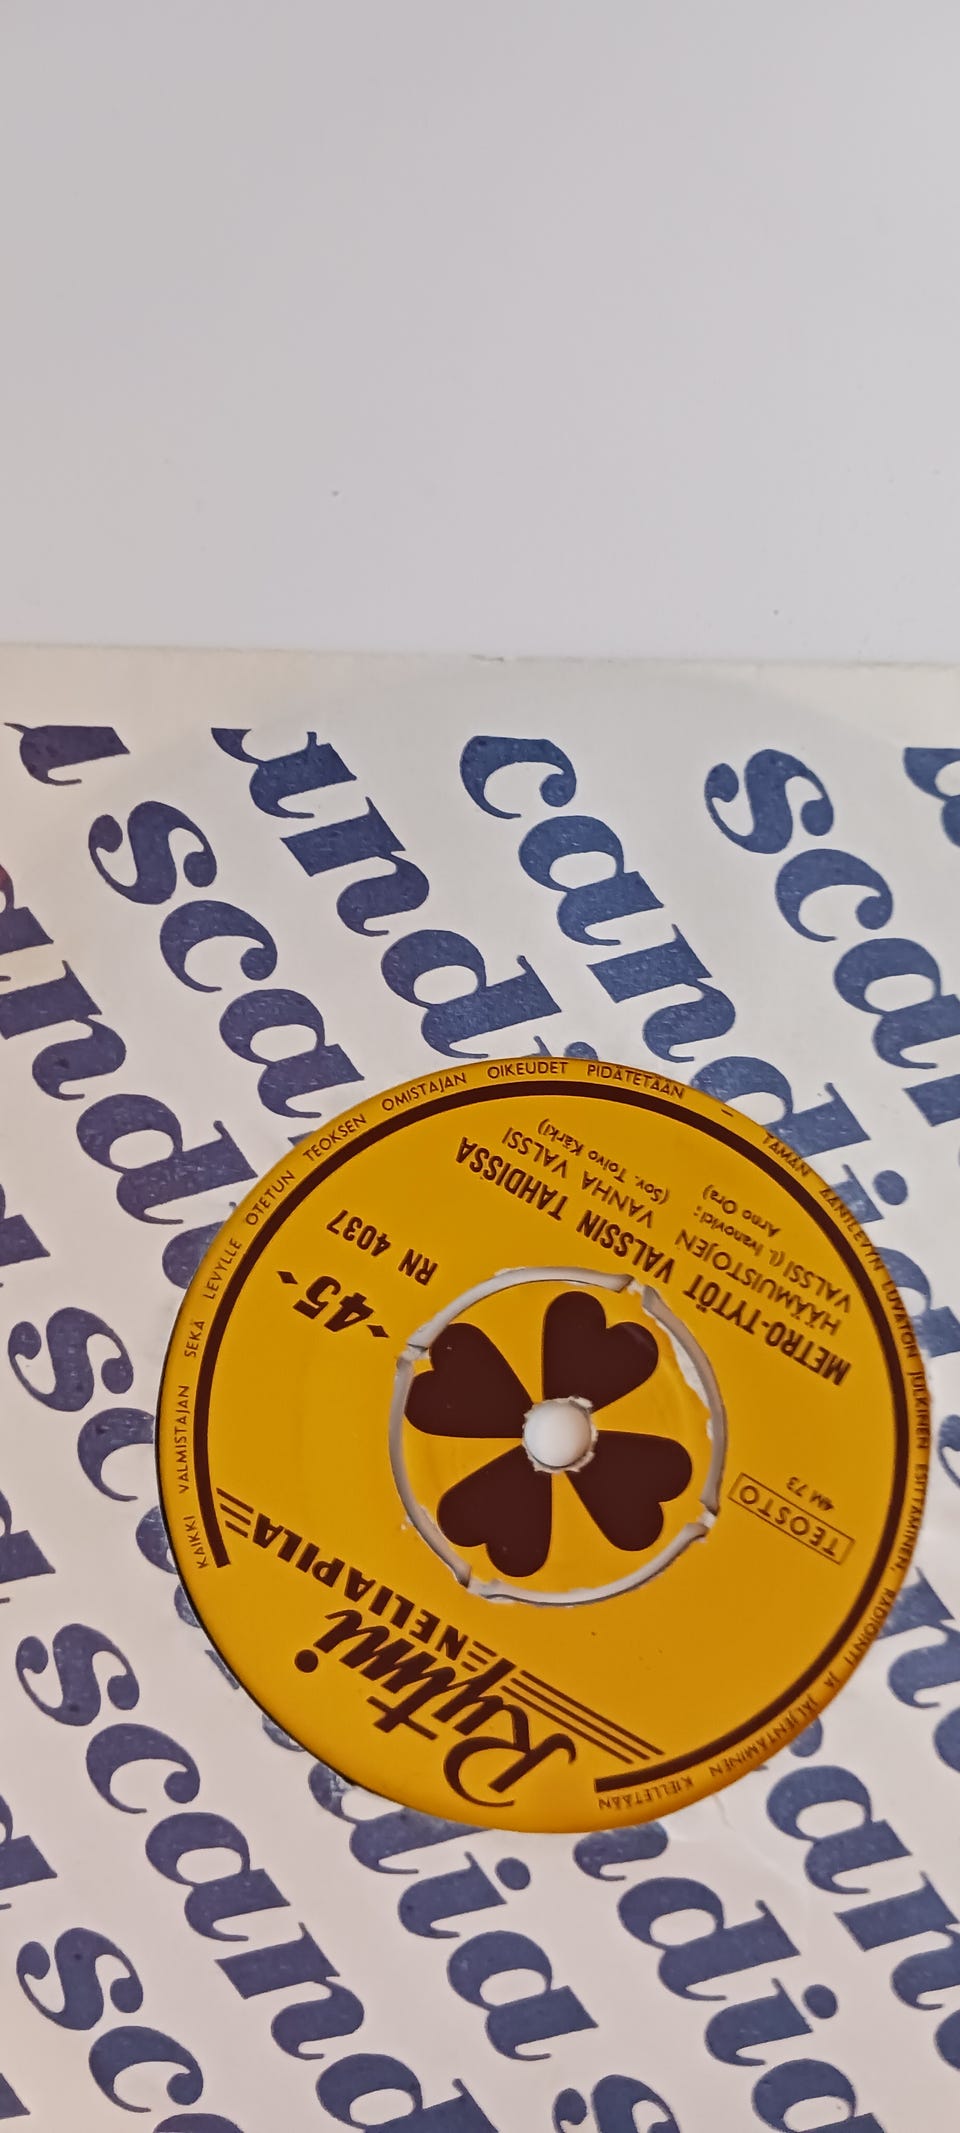 Rytmi
NELIAPILA
-45-
RN 4037
TEOSTO
4M 73
METRO-TYTÖT VALSSIN TAHDISSA
HÄÄMUISTOJEN VANHA VALSSI
VALSSI (I. Ivanovici; (Sov. Toivo Kärki)
Arno Ora)
KAIKKI VALMISTAJAN SEKÄ LEVYLLE OTETUN TEOKSEN OMISTAJAN OIKEUDET PIDÄTETÄÄN — TÄMÄN ÄÄNILEVYN LUVATON JULKINEN ESITTÄMINEN, RADIOINTI JA JÄLJENTÄMINEN KIELLETÄÄN
scandia
scandia
scandia
scandia
scandia